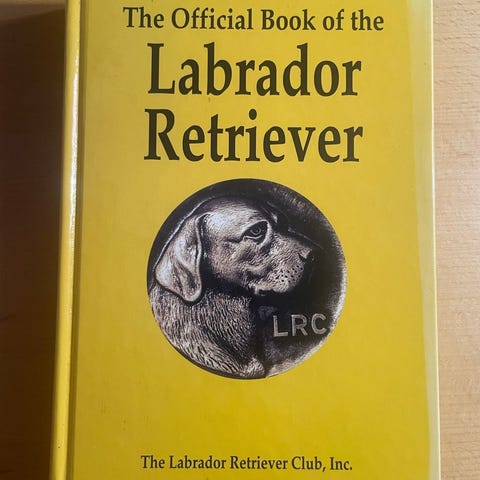 The Official Book of the
Labrador
Retriever
LRC
The Labrador Retriever Club, Inc.